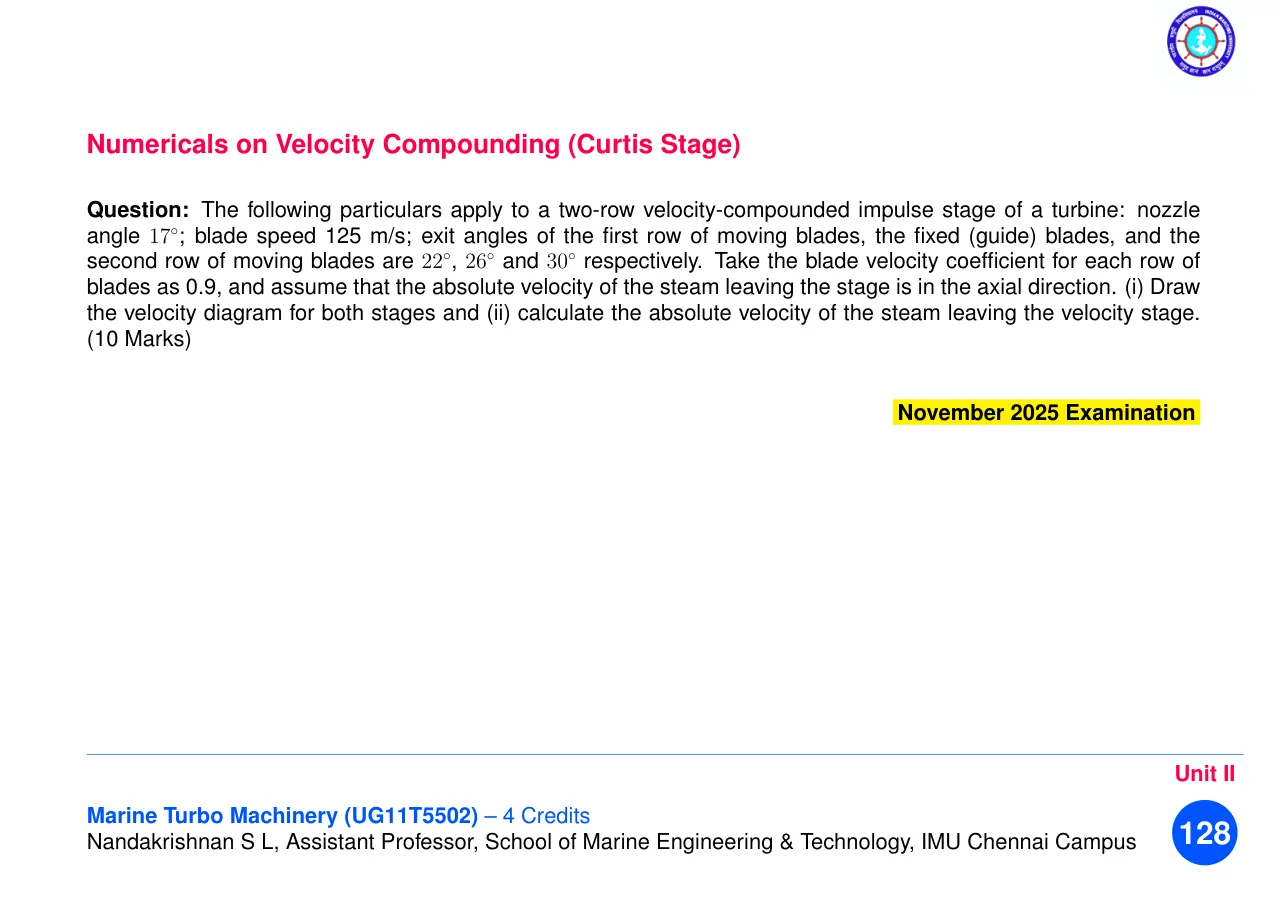 Numericals on Velocity Compounding (Curtis Stage)
Question: The following particulars apply to a two-row velocity-compounded impulse stage of a turbine: nozzle
angle 17°; blade speed 125 m/s; exit angles of the first row of moving blades, the fixed (guide) blades, and the
second row of moving blades are 22°, 26° and 30° respectively. Take the blade velocity coefficient for each row of
blades as 0.9, and assume that the absolute velocity of the steam leaving the stage is in the axial direction. (i) Draw
the velocity diagram for both stages and (ii) calculate the absolute velocity of the steam leaving the velocity stage.
(10 Marks)
November 2025 Examination
Unit II
Marine Turbo Machinery (UG11T5502) – 4 Credits
Nandakrishnan S L, Assistant Professor, School of Marine Engineering & Technology, IMU Chennai Campus
128